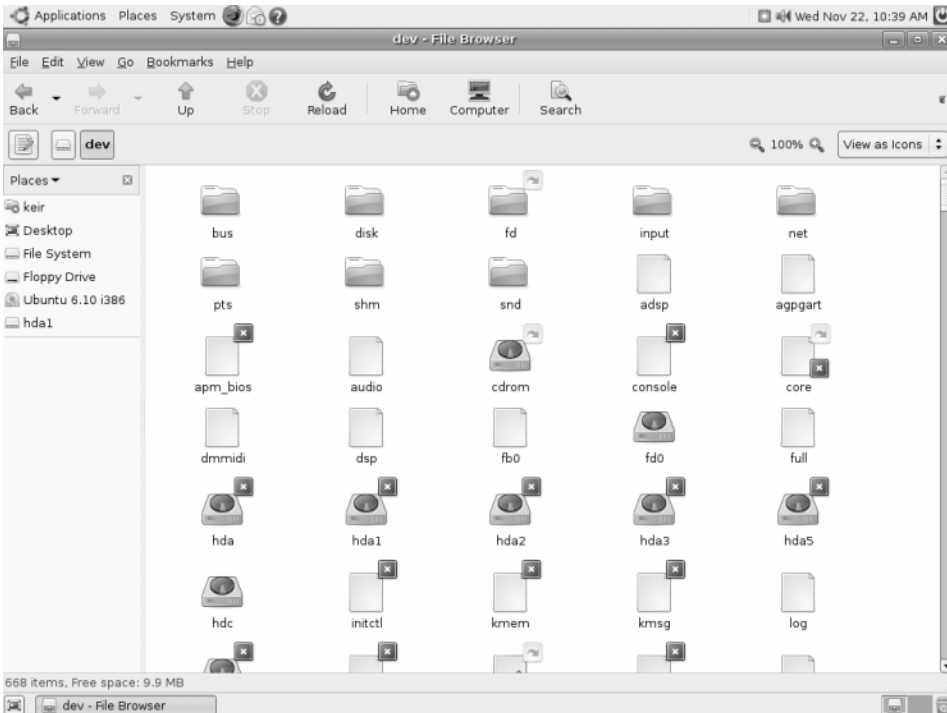 Applications Places System Wed Nov 22, 10:39 AM
dev - File Browser
File Edit View Go Bookmarks Help
Back Forward Up Stop Reload Home Computer Search
dev 100% View as Icons
Places
keir
Desktop
File System
Floppy Drive
Ubuntu 6.10 i386
hda1
bus disk fd input net
pts shm snd adsp agpgart
apm_bios audio cdrom console core
dmmidi dsp fb0 fd0 full
hda hda1 hda2 hda3 hda5
hdc initctl kmem kmsg log
668 items, Free space: 9.9 MB
dev - File Browser